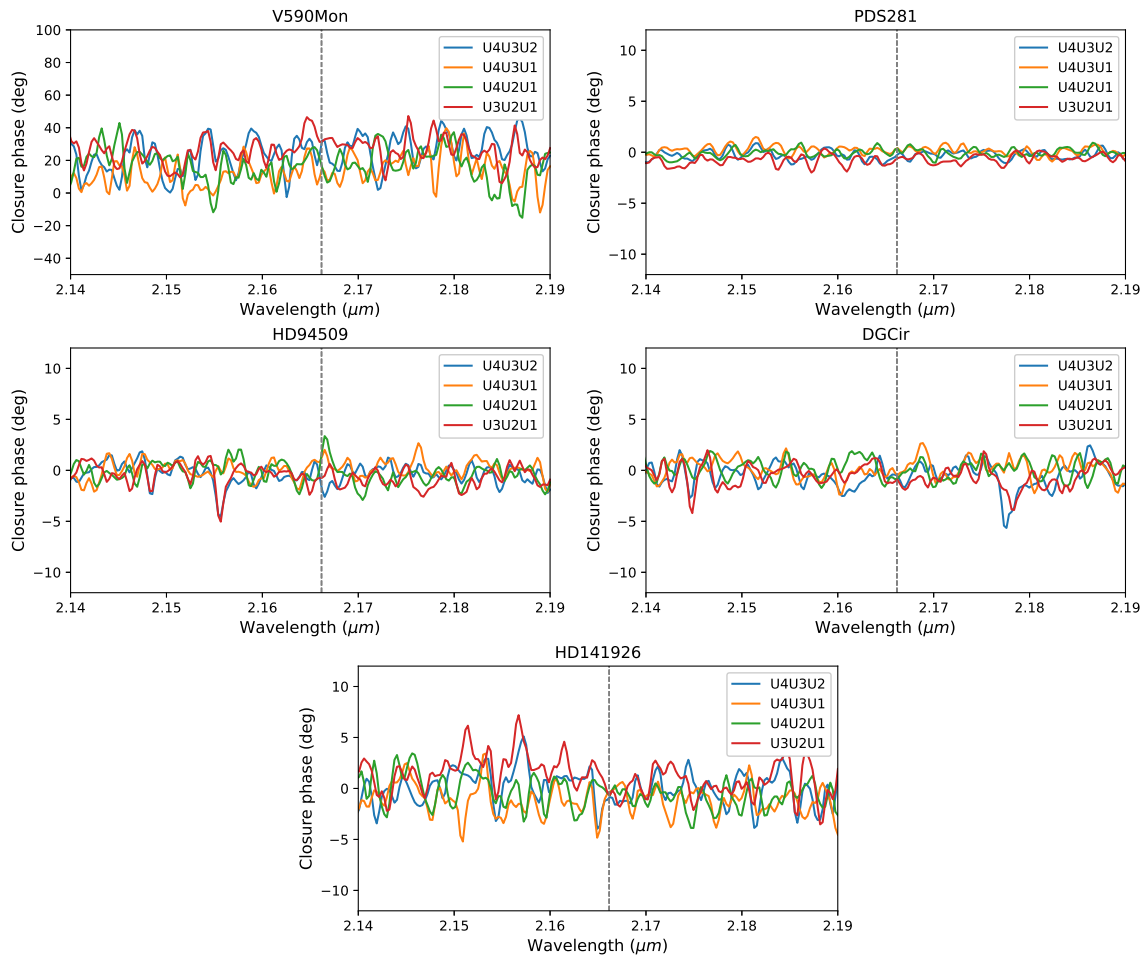 V590Mon
100
80
60
40
20
0
−20
−40
Closure phase (deg)
U4U3U2
U4U3U1
U4U2U1
U3U2U1
2.14 2.15 2.16 2.17 2.18 2.19
Wavelength (μm)
PDS281
10
5
0
−5
−10
Closure phase (deg)
U4U3U2
U4U3U1
U4U2U1
U3U2U1
2.14 2.15 2.16 2.17 2.18 2.19
Wavelength (μm)
HD94509
10
5
0
−5
−10
Closure phase (deg)
U4U3U2
U4U3U1
U4U2U1
U3U2U1
2.14 2.15 2.16 2.17 2.18 2.19
Wavelength (μm)
DGCir
10
5
0
−5
−10
Closure phase (deg)
U4U3U2
U4U3U1
U4U2U1
U3U2U1
2.14 2.15 2.16 2.17 2.18 2.19
Wavelength (μm)
HD141926
10
5
0
−5
−10
Closure phase (deg)
U4U3U2
U4U3U1
U4U2U1
U3U2U1
2.14 2.15 2.16 2.17 2.18 2.19
Wavelength (μm)